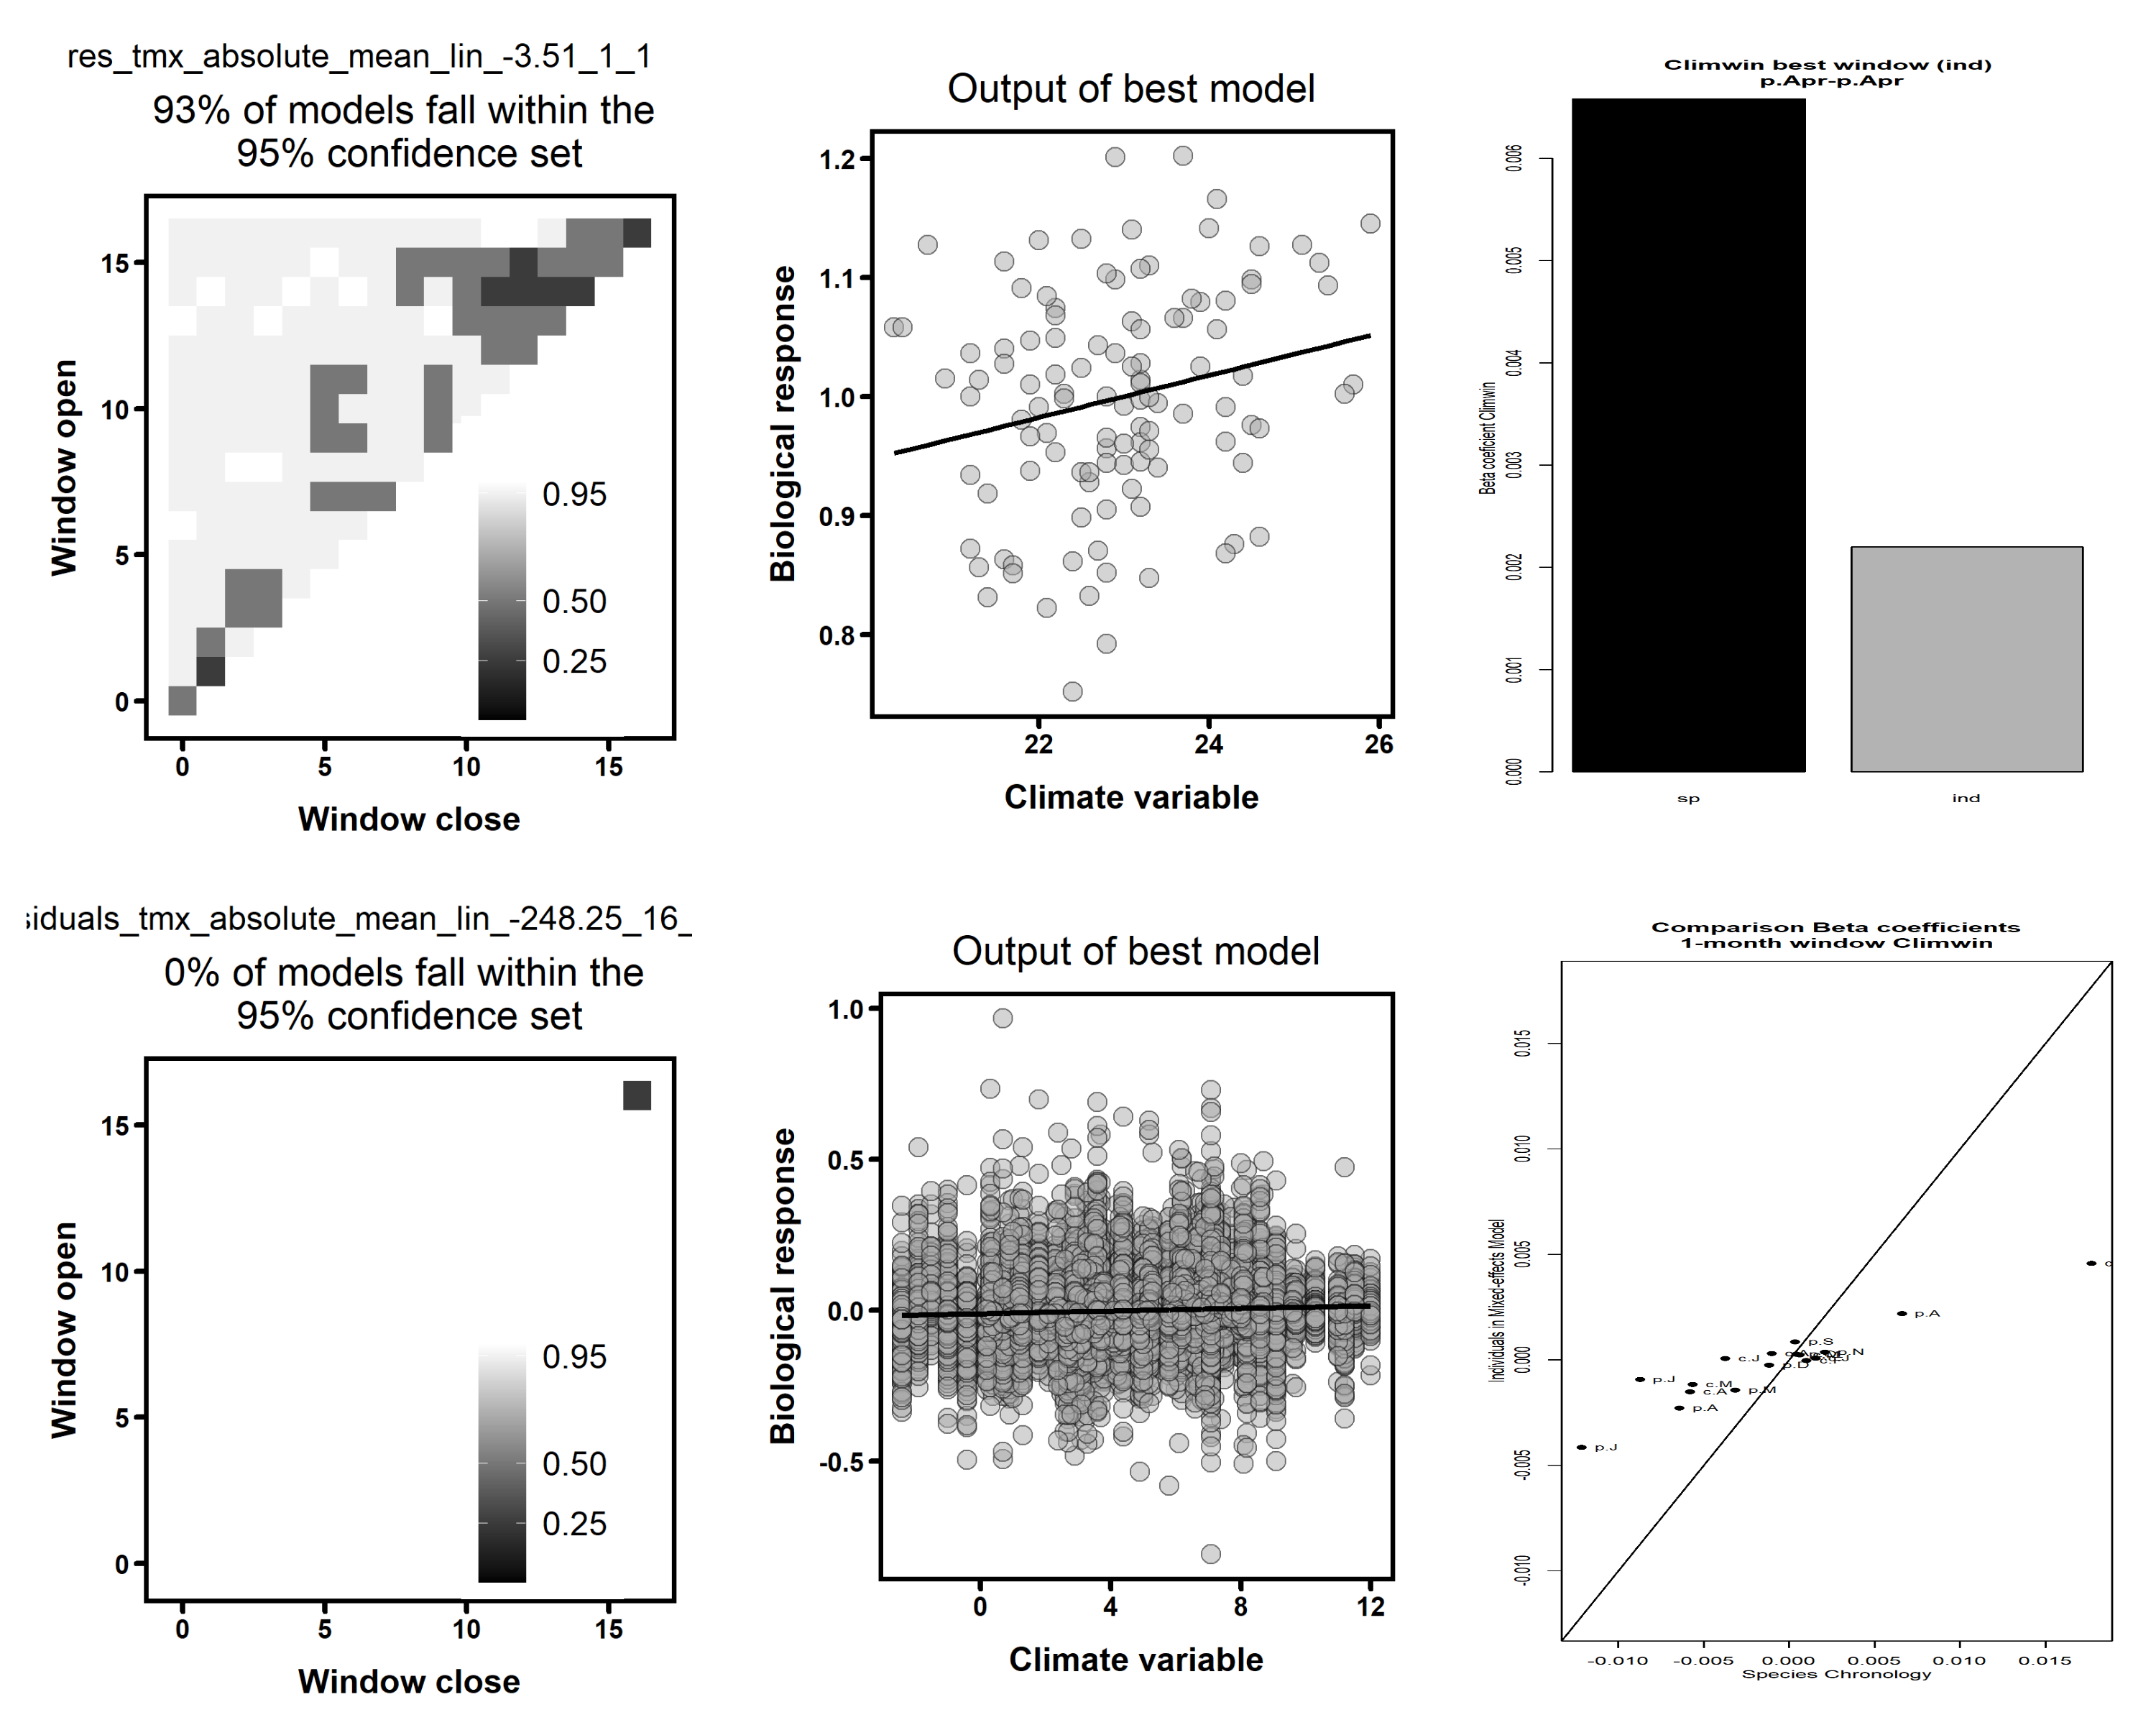 res_tmx_absolute_mean_lin_-3.51_1_1
93% of models fall within the
95% confidence set
Window open
15
10
5
0
0.95
0.50
0.25
0 5 10 15
Window close
Output of best model
Biological response
1.2
1.1
1.0
0.9
0.8
22 24 26
Climate variable
Climwin best window (ind)
p.Apr-p.Apr
Beta coeficient Climwin
0.006
0.005
0.004
0.003
0.002
0.001
0.000
sp ind
siduals_tmx_absolute_mean_lin_-248.25_16_
0% of models fall within the
95% confidence set
Window open
15
10
5
0
0.95
0.50
0.25
0 5 10 15
Window close
Output of best model
Biological response
1.0
0.5
0.0
-0.5
0 4 8 12
Climate variable
Comparison Beta coefficients
1-month window Climwin
Individuals in Mixed-effects Model
0.015
0.010
0.005
0.000
-0.005
-0.010
c
p.A
p.S
p.N
c.J
p.D
p.J
c.M
c.A
p.M
p.A
p.J
-0.010 -0.005 0.000 0.005 0.010 0.015
Species Chronology